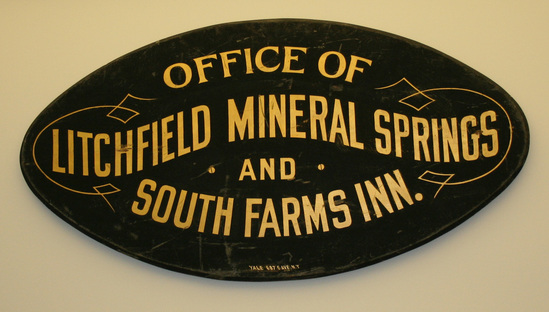 OFFICE OF
LITCHFIELD MINERAL SPRINGS
AND
SOUTH FARMS INN.